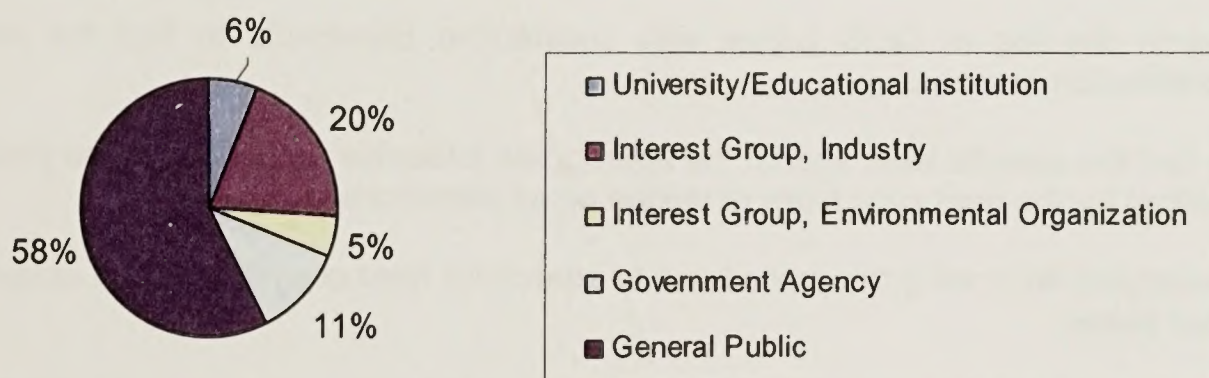 6%
20%
5%
11%
58%
University/Educational Institution
Interest Group, Industry
Interest Group, Environmental Organization
Government Agency
General Public